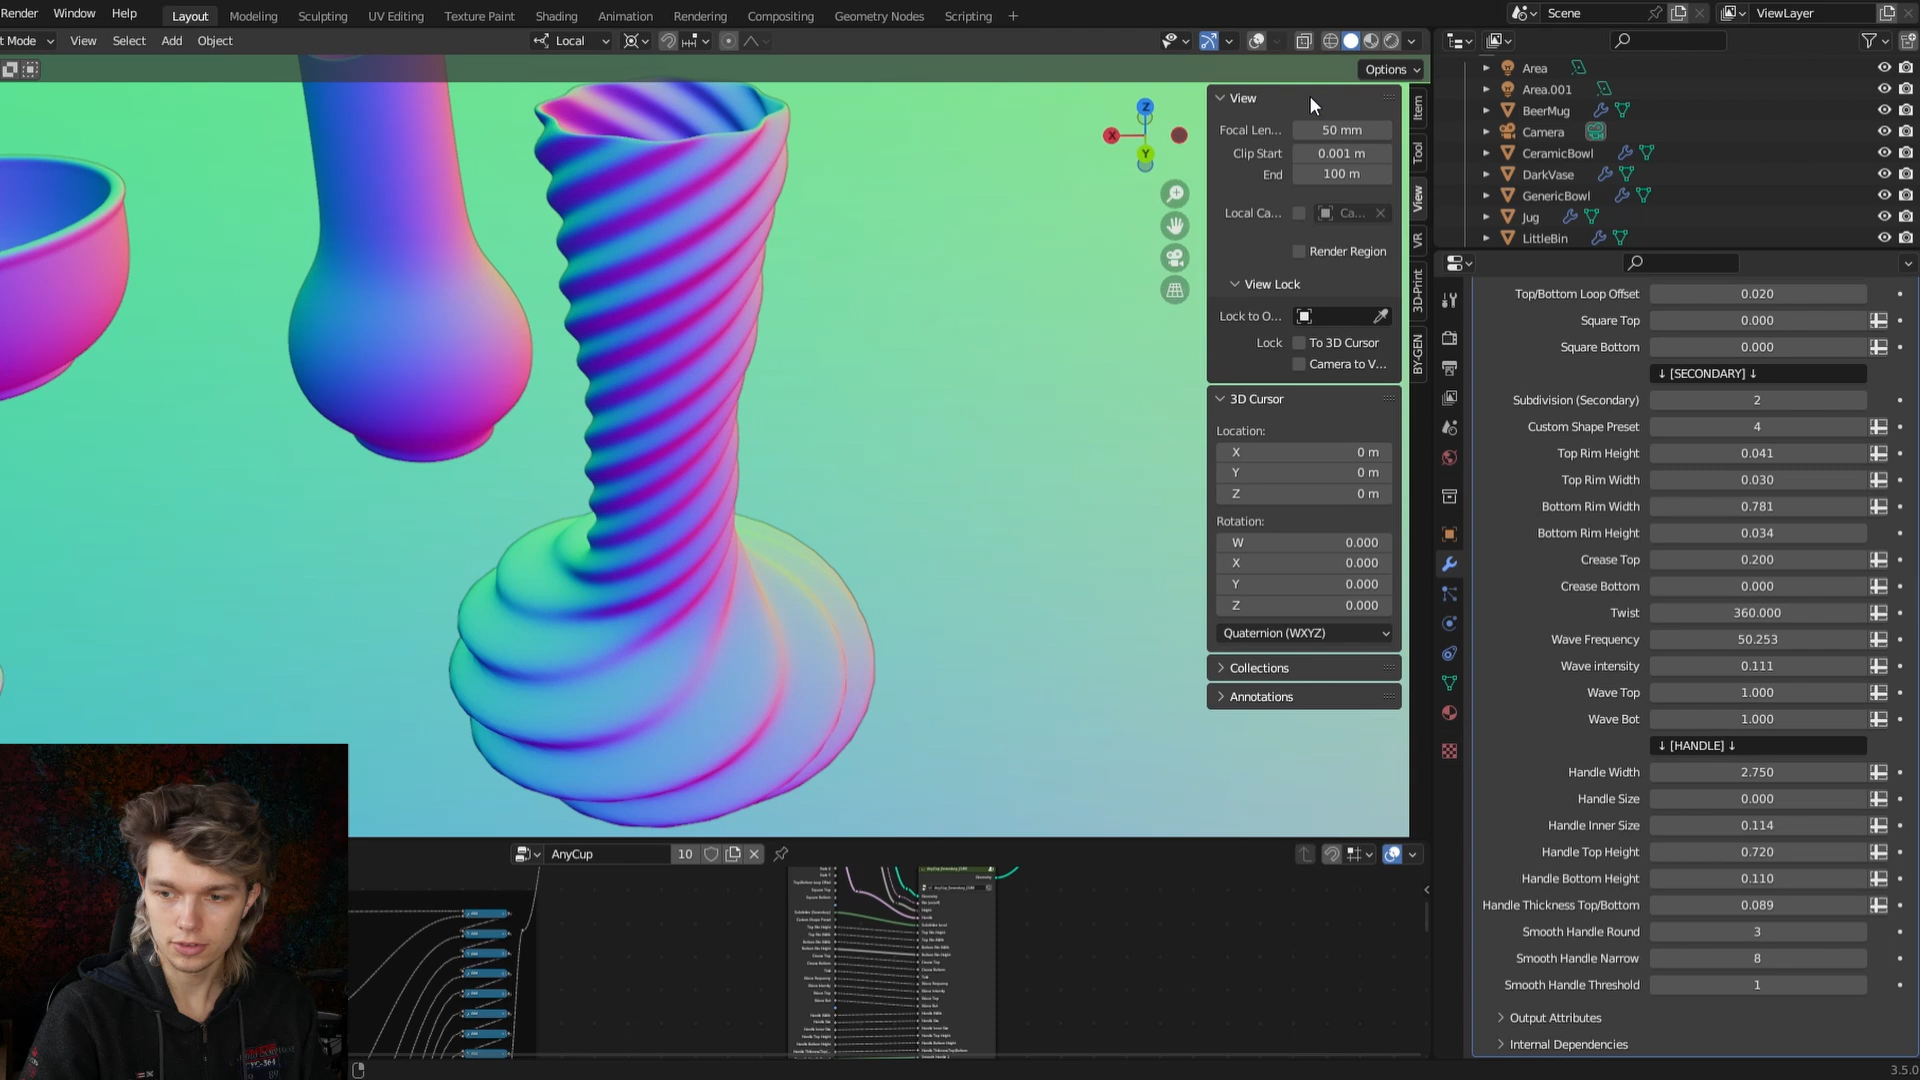 Render Window Help Layout Modeling Sculpting UV Editing Texture Paint Shading Animation Rendering Compositing Geometry Nodes Scripting + Scene ViewLayer
t Mode View Select Add Object Local
Options
View
Focal Len... 50 mm
Clip Start 0.001 m
End 100 m
Local Ca... Ca...
Render Region
View Lock
Lock to O...
Lock To 3D Cursor
Camera to V...
3D Cursor
Location:
X 0 m
Y 0 m
Z 0 m
Rotation:
W 0.000
X 0.000
Y 0.000
Z 0.000
Quaternion (WXYZ)
Collections
Annotations
Item
Tool
View
VR
3D-Print
BY-GEN
Z
X
Y
Area
Area.001
BeerMug
Camera
CeramicBowl
DarkVase
GenericBowl
Jug
LittleBin
Top/Bottom Loop Offset 0.020
Square Top 0.000
Square Bottom 0.000
↓ [SECONDARY] ↓
Subdivision (Secondary) 2
Custom Shape Preset 4
Top Rim Height 0.041
Top Rim Width 0.030
Bottom Rim Width 0.781
Bottom Rim Height 0.034
Crease Top 0.200
Crease Bottom 0.000
Twist 360.000
Wave Frequency 50.253
Wave intensity 0.111
Wave Top 1.000
Wave Bot 1.000
↓ [HANDLE] ↓
Handle Width 2.750
Handle Size 0.000
Handle Inner Size 0.114
Handle Top Height 0.720
Handle Bottom Height 0.110
Handle Thickness Top/Bottom 0.089
Smooth Handle Round 3
Smooth Handle Narrow 8
Smooth Handle Threshold 1
Output Attributes
Internal Dependencies
AnyCup 10
3.5.0